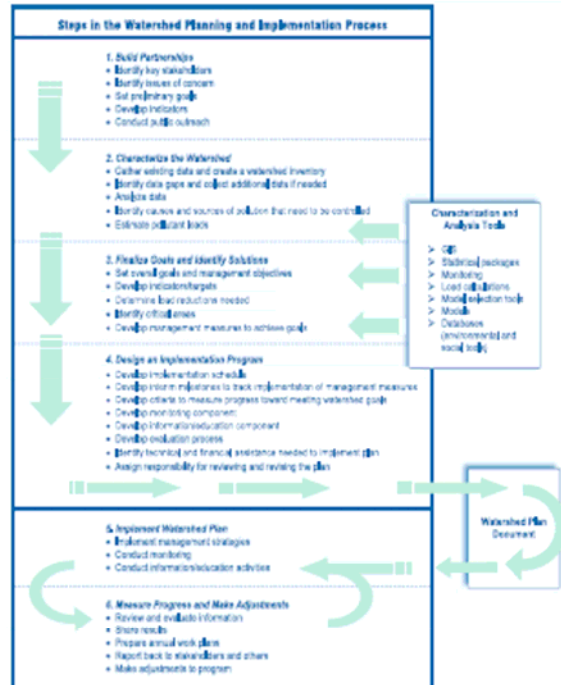 Steps in the Watershed Planning and Implementation Process
1. Build Partnerships
• Identify key stakeholders
• Identify issues of concern
• Set preliminary goals
• Develop indicators
• Conduct public outreach
2. Characterize the Watershed
• Gather existing data and create a watershed inventory
• Identify data gaps and collect additional data if needed
• Analyze data
• Identify causes and sources of pollution that need to be controlled
• Estimate pollutant loads
Characterization and
Analysis Tools
➢ GIS
➢ Statistical packages
➢ Monitoring
➢ Load calculations
➢ Model selection tools
➢ Models
➢ Databases
(environmental and
social tools)
3. Finalize Goals and Identify Solutions
• Set overall goals and management objectives
• Develop indicators/targets
• Determine load reductions needed
• Identify critical areas
• Develop management measures to achieve goals
4. Design an Implementation Program
• Develop implementation schedule
• Develop interim milestones to track implementation of management measures
• Develop criteria to measure progress toward meeting watershed goals
• Develop monitoring component
• Develop information/education component
• Develop evaluation process
• Identify technical and financial assistance needed to implement plan
• Assign responsibility for reviewing and revising the plan
Watershed Plan
Document
5. Implement Watershed Plan
• Implement management strategies
• Conduct monitoring
• Conduct information/education activities
6. Measure Progress and Make Adjustments
• Review and evaluate information
• Share results
• Prepare annual work plans
• Report back to stakeholders and others
• Make adjustments to program